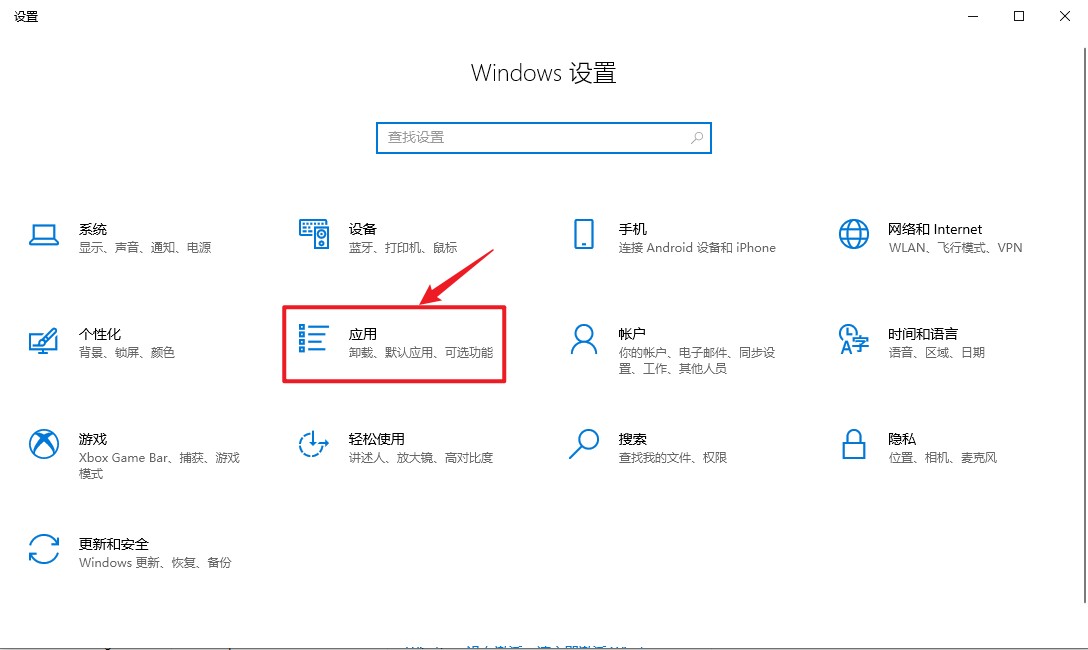 设置
Windows 设置
查找设置
系统
显示、声音、通知、电源
设备
蓝牙、打印机、鼠标
手机
连接 Android 设备和 iPhone
网络和 Internet
WLAN、飞行模式、VPN
个性化
背景、锁屏、颜色
应用
卸载、默认应用、可选功能
帐户
你的帐户、电子邮件、同步设
置、工作、其他人员
时间和语言
语音、区域、日期
游戏
Xbox Game Bar、捕获、游戏
模式
轻松使用
讲述人、放大镜、高对比度
搜索
查找我的文件、权限
隐私
位置、相机、麦克风
更新和安全
Windows 更新、恢复、备份